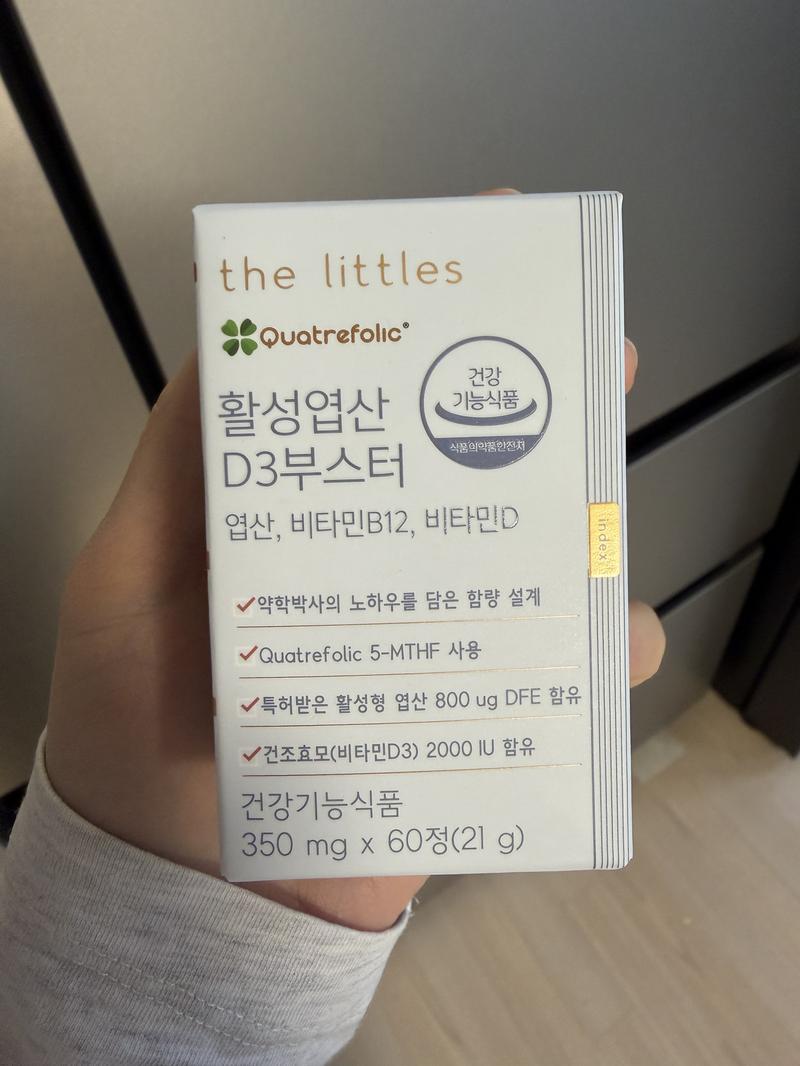 the littles
Quatrefolic®
건강
기능식품
식품의약품안전처
활성엽산
D3부스터
엽산, 비타민B12, 비타민D
index
약학박사의 노하우를 담은 함량 설계
Quatrefolic 5-MTHF 사용
특허받은 활성형 엽산 800 ug DFE 함유
건조효모(비타민D3) 2000 IU 함유
건강기능식품
350 mg x 60정(21 g)